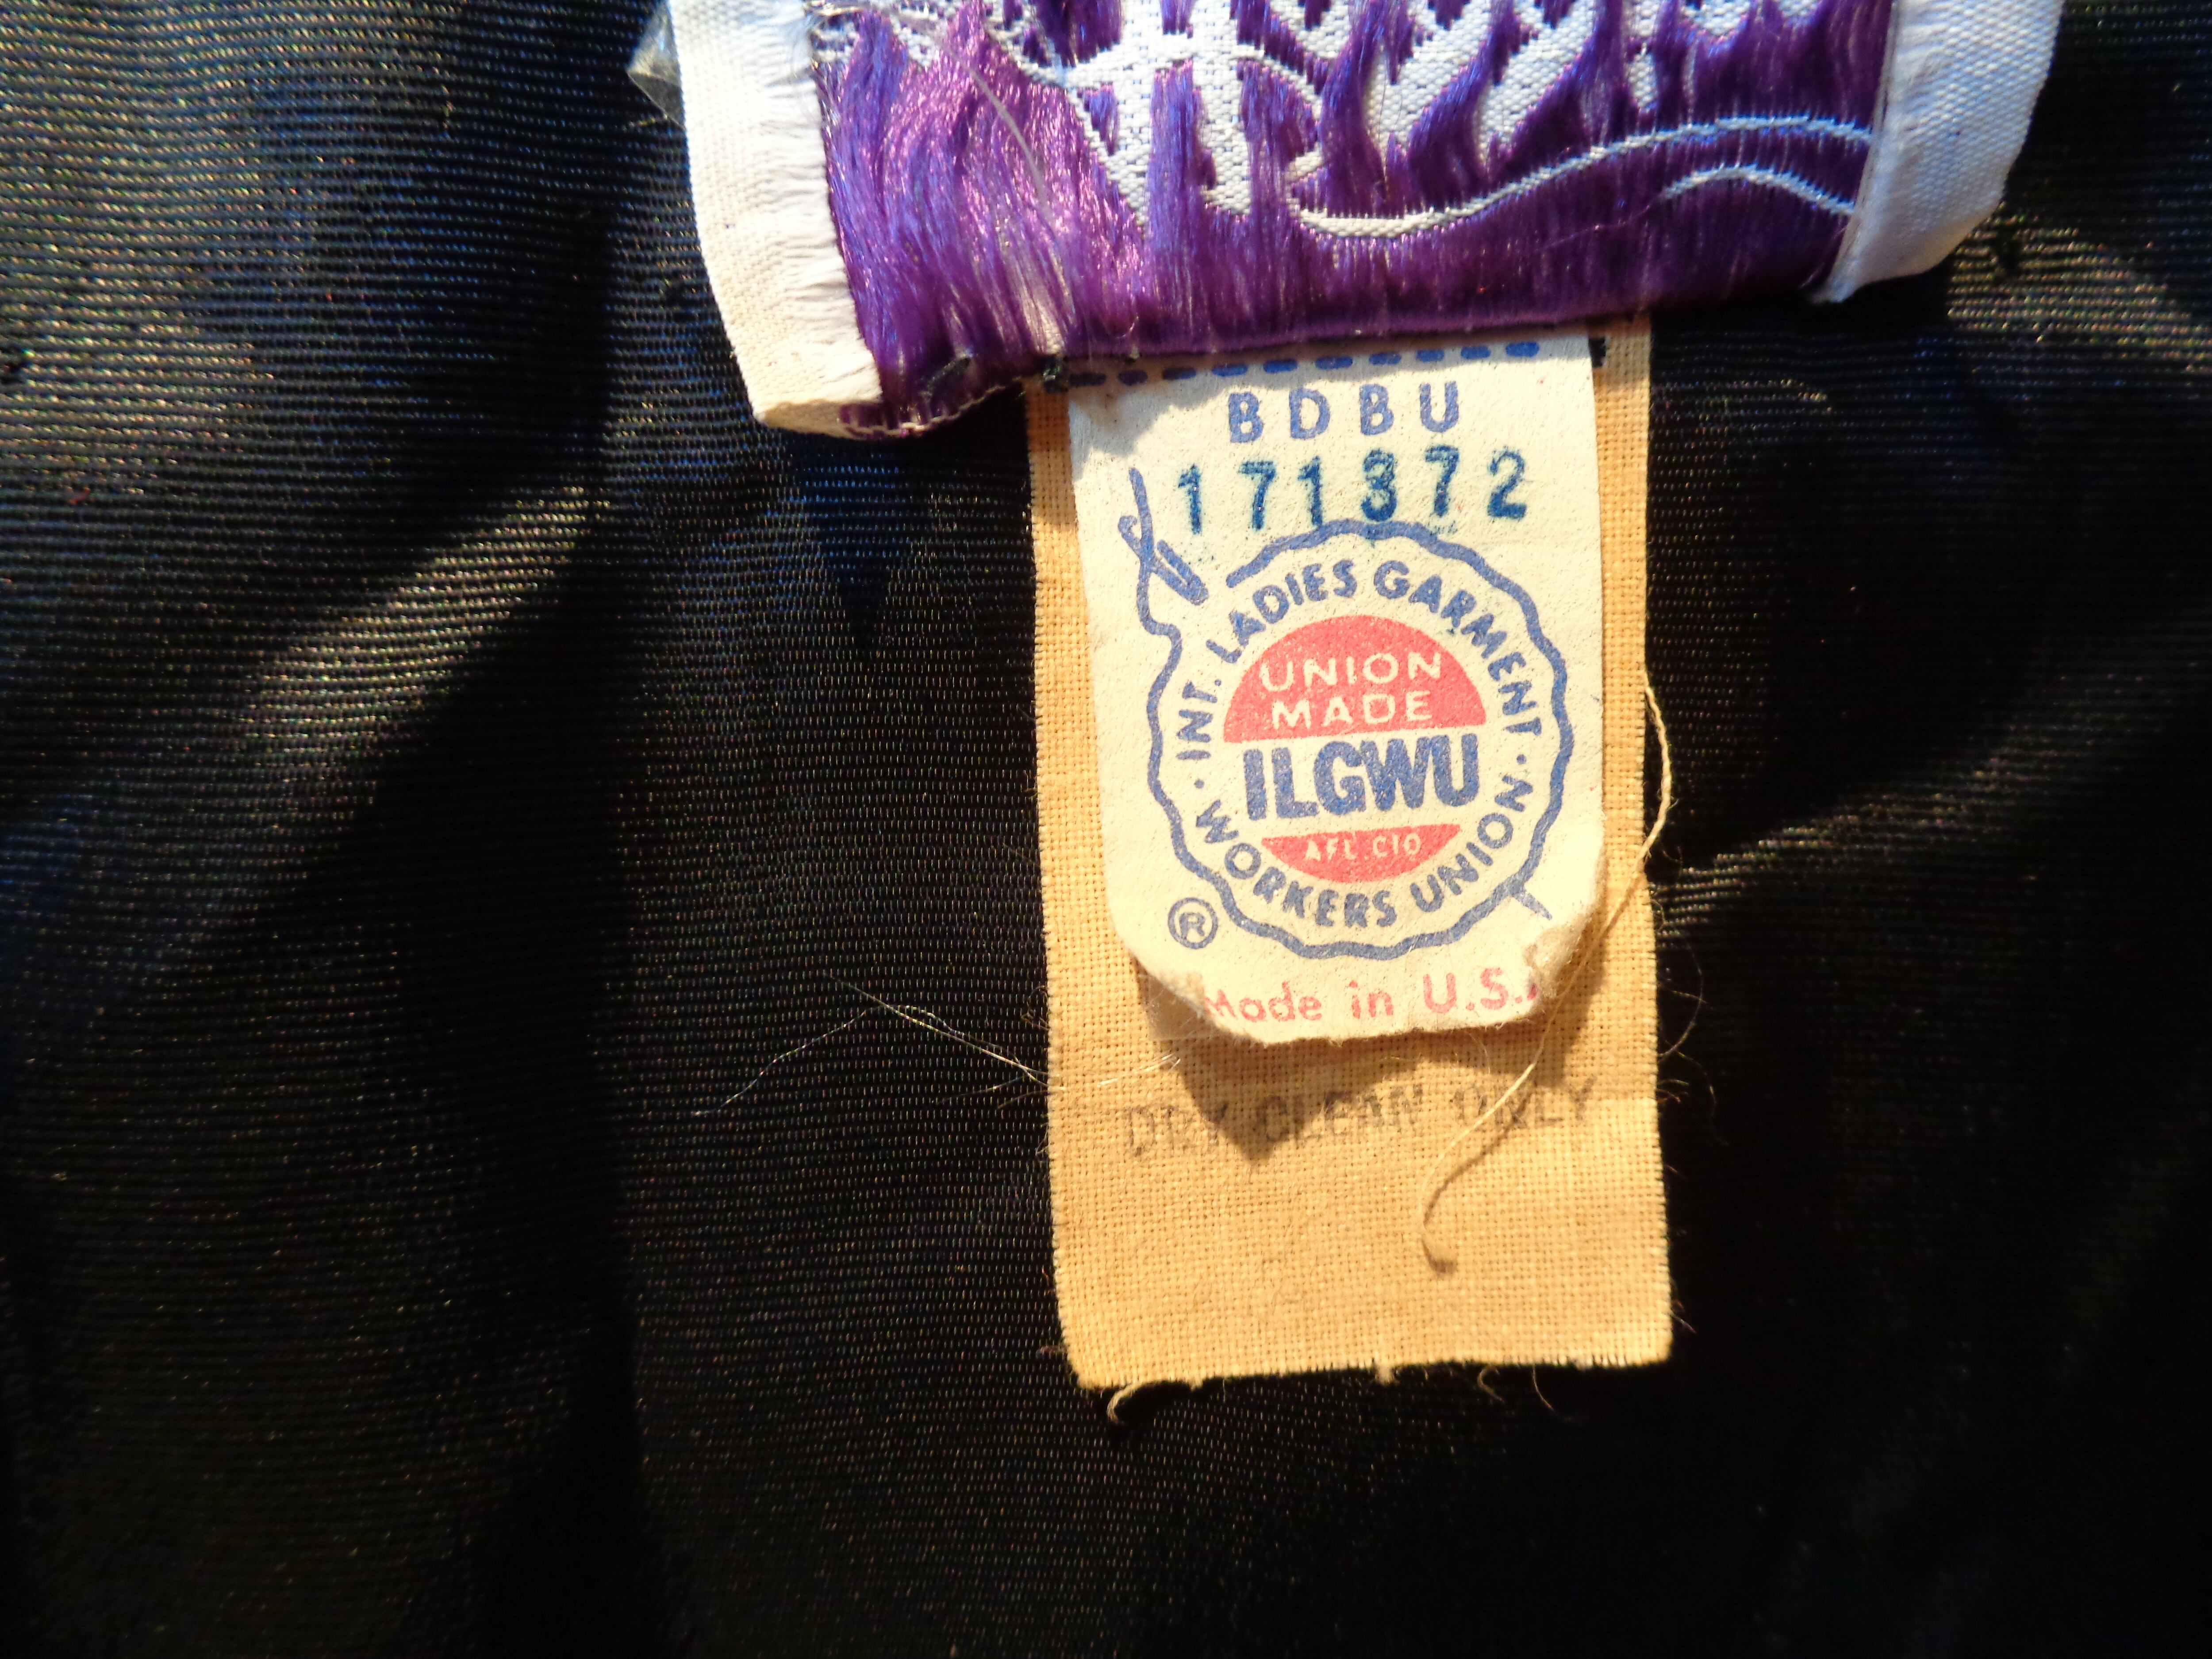 BDBU
171372
INT. LADIES GARMENT
UNION
MADE
ILGWU
AFL CIO
· WORKERS UNION ·
®
Made in U.S.
DRY CLEAN ONLY